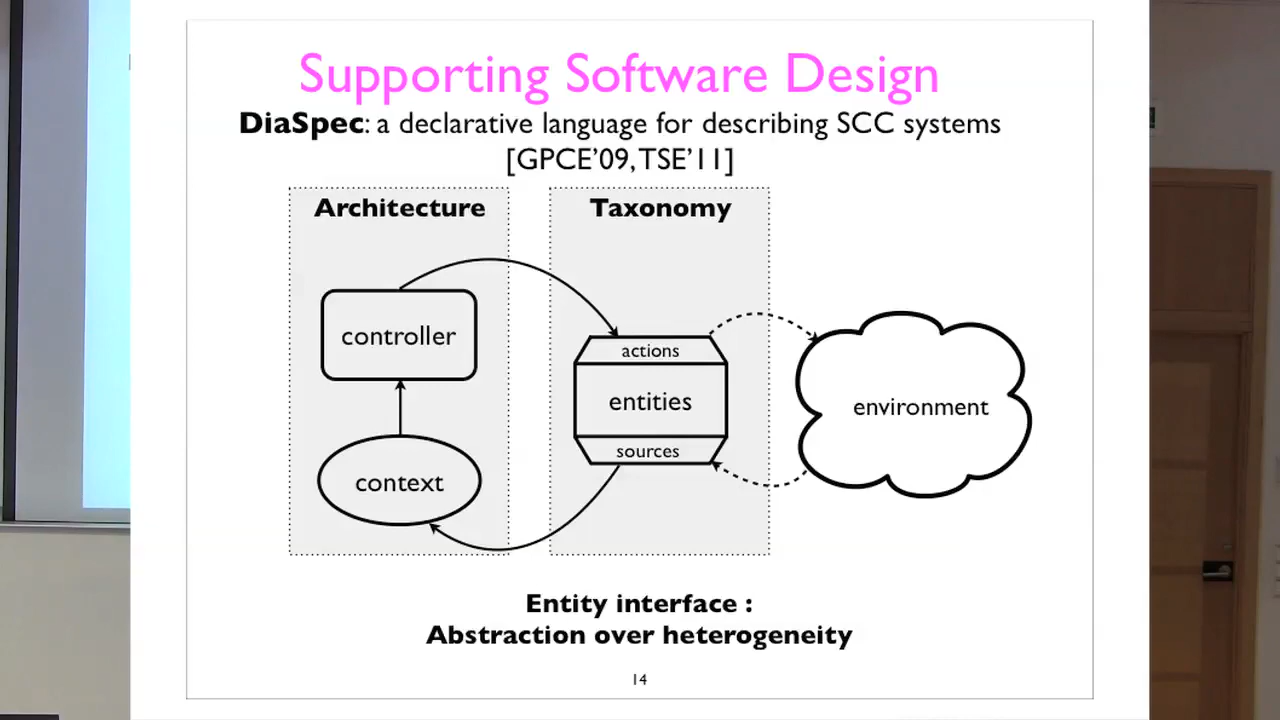 Supporting Software Design
DiaSpec: a declarative language for describing SCC systems
[GPCE'09, TSE'11]
Architecture
Taxonomy
controller
actions
entities
environment
sources
context
Entity interface :
Abstraction over heterogeneity
14